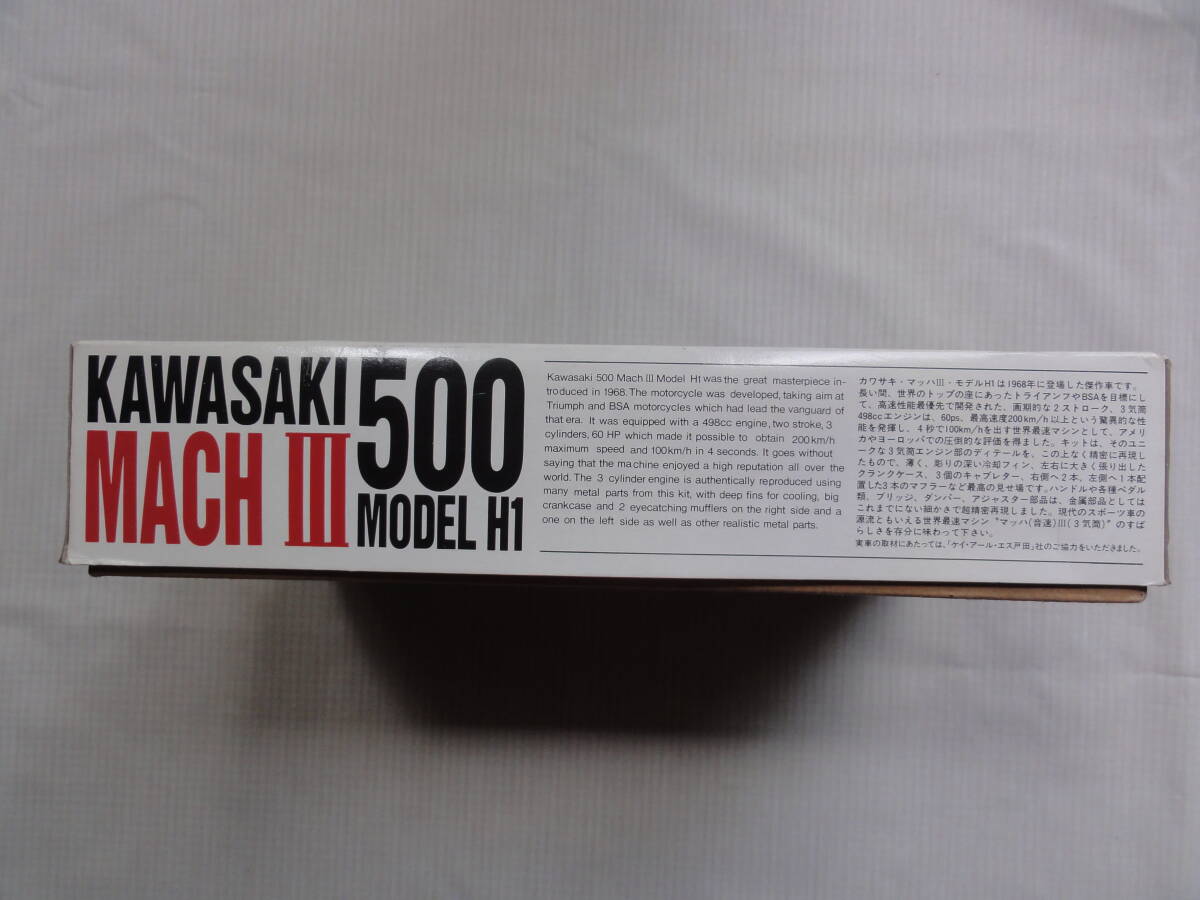 KAWASAKI
MACH III
500
MODEL H1
Kawasaki 500 Mach III Model H1 was the great masterpiece in-
troduced in 1968. The motorcycle was developed, taking aim at
Triumph and BSA motorcycles which had lead the vanguard of
that era. It was equipped with a 498cc engine, two stroke, 3
cylinders, 60 HP which made it possible to obtain 200km/h
maximum speed and 100km/h in 4 seconds. It goes without
saying that the machine enjoyed a high reputation all over the
world. The 3 cylinder engine is authentically reproduced using
many metal parts from this kit, with deep fins for cooling, big
crankcase and 2 eyecatching mufflers on the right side and a
one on the left side as well as other realistic metal parts.
カワサキ・マッハIII・モデルH1は1968年に登場した傑作車です。
長い間、世界のトップの座にあったトライアンフやBSAを目標にし
て、高速性能最優先で開発された、画期的な2ストローク、3気筒
498ccエンジンは、60ps、最高速度200km/h以上という驚異的な性
能を発揮し、4秒で100km/hを出す世界最速マシンとして、アメリ
カやヨーロッパでの圧倒的な評価を得ました。キットは、そのユニ
ークな3気筒エンジン部のディテールを、この上なく精密に再現し
たもので、薄く、彫りの深い冷却フィン、左右に大きく張り出した
クランクケース、3個のキャブレター、右側へ2本、左側へ1本配
置した3本のマフラーなど最高の見せ場です。ハンドルや各種ペダル
類、ブリッジ、ダンパー、アジャスター部品は、金属部品としては
これまでにない細かさで超精密再現しました。現代のスポーツ車の
源流ともいえる世界最速マシン“マッハ(音速)III(3気筒)”のすば
らしさを存分に味わって下さい。
実車の取材にあたっては、「ケイ・アール・エス戸田」社のご協力をいただきました。